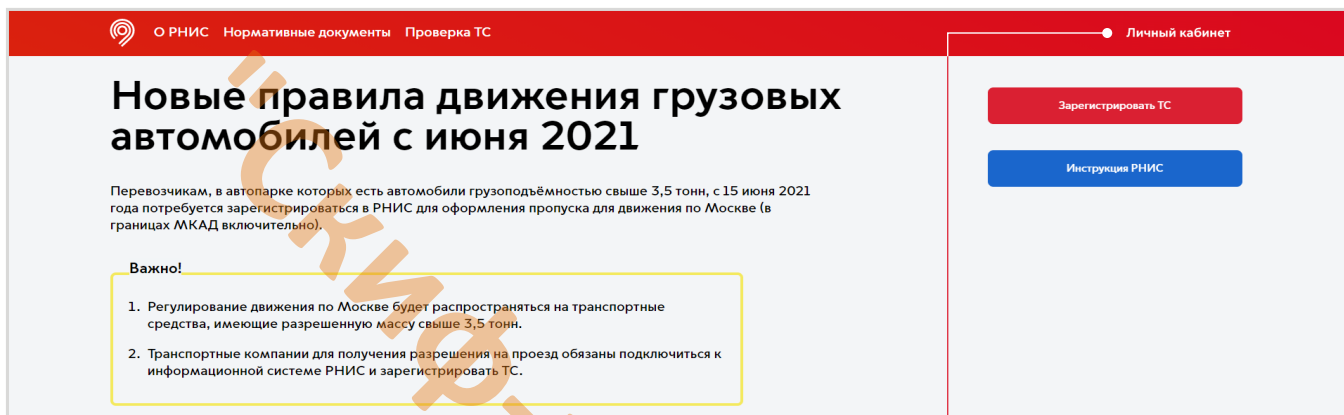 О РНИС Нормативные документы Проверка ТС
Личный кабинет
Новые правила движения грузовых
автомобилей с июня 2021
Зарегистрировать ТС
Инструкция РНИС
Перевозчикам, в автопарке которых есть автомобили грузоподъёмностью свыше 3,5 тонн, с 15 июня 2021
года потребуется зарегистрироваться в РНИС для оформления пропуска для движения по Москве (в
границах МКАД включительно).
Важно!
1. Регулирование движения по Москве будет распространяться на транспортные
средства, имеющие разрешенную массу свыше 3,5 тонн.
2. Транспортные компании для получения разрешения на проезд обязаны подключиться к
информационной системе РНИС и зарегистрировать ТС.
"Скиф-